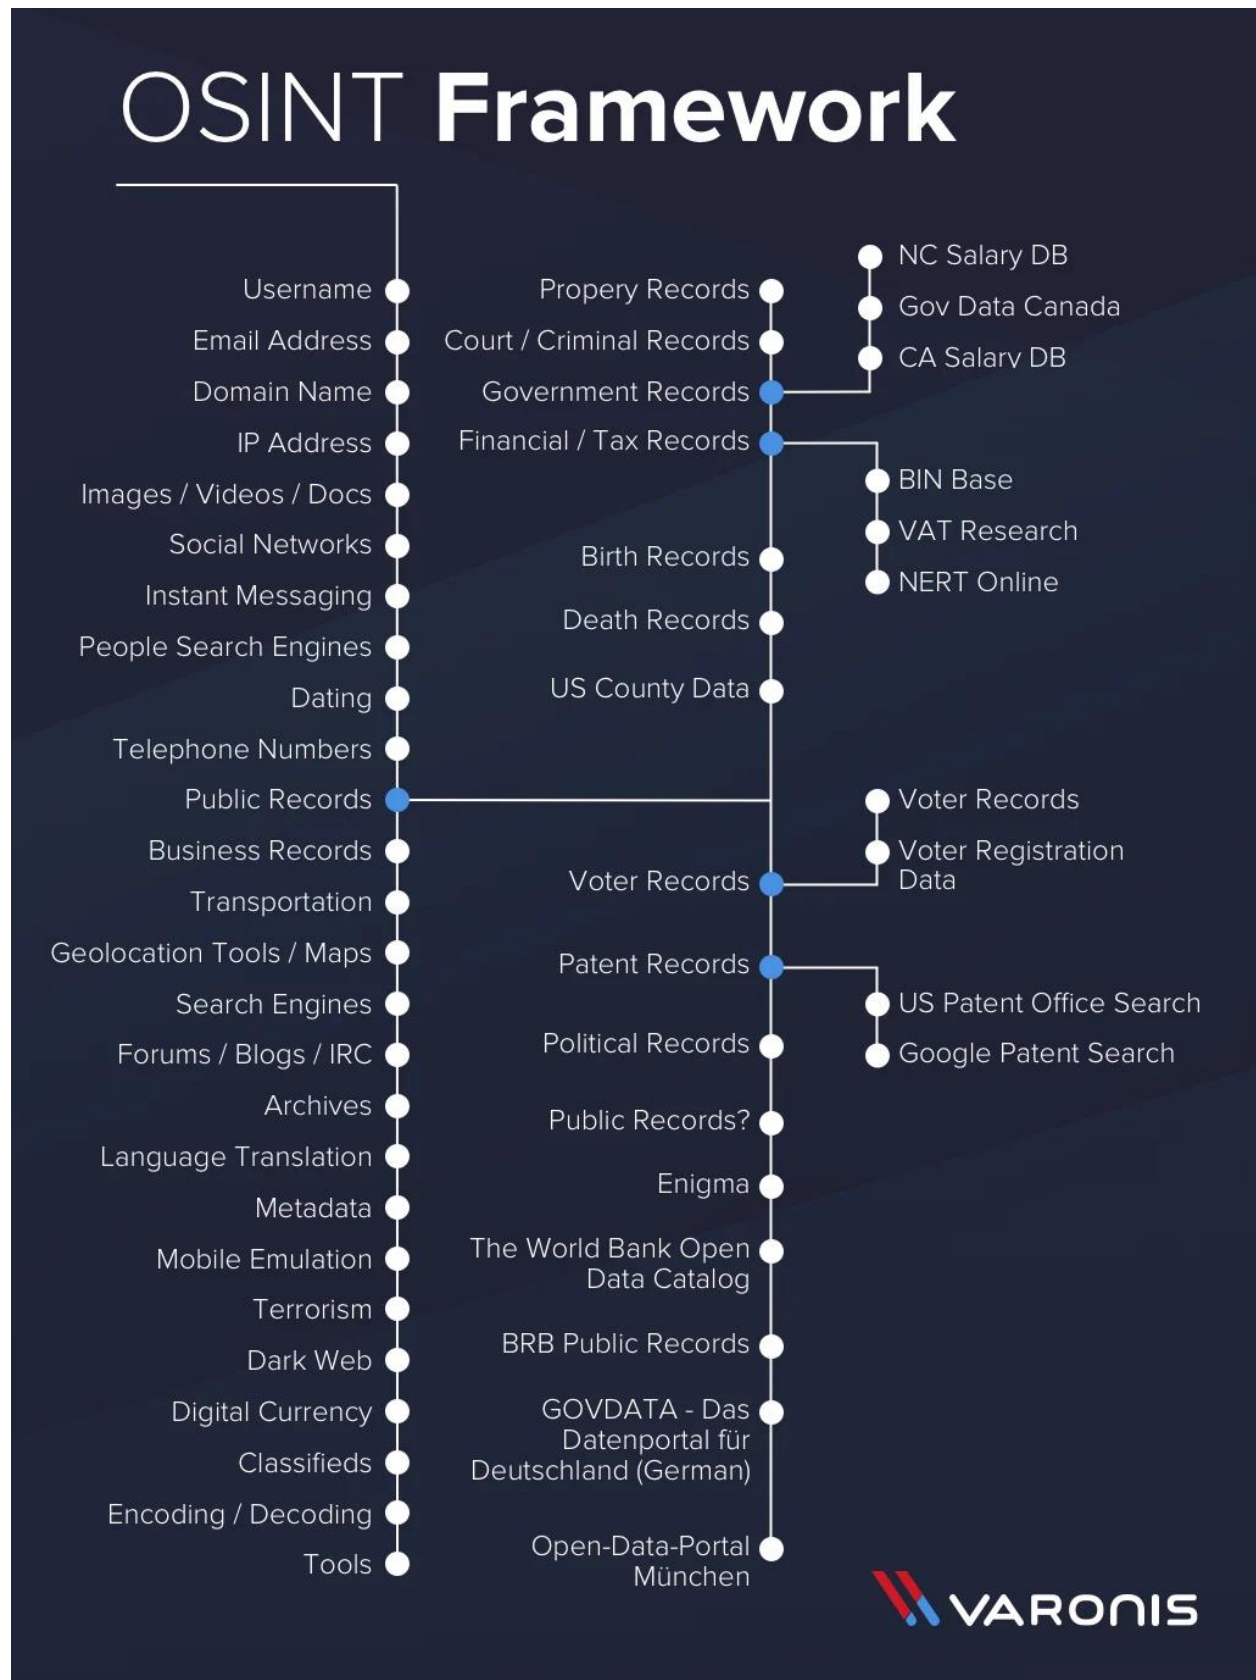 OSINT Framework
Username
Email Address
Domain Name
IP Address
Images / Videos / Docs
Social Networks
Instant Messaging
People Search Engines
Dating
Telephone Numbers
Public Records
Business Records
Transportation
Geolocation Tools / Maps
Search Engines
Forums / Blogs / IRC
Archives
Language Translation
Metadata
Mobile Emulation
Terrorism
Dark Web
Digital Currency
Classifieds
Encoding / Decoding
Tools
Propery Records
Court / Criminal Records
Government Records
Financial / Tax Records
Birth Records
Death Records
US County Data
Voter Records
Patent Records
Political Records
Public Records?
Enigma
The World Bank Open
Data Catalog
BRB Public Records
GOVDATA - Das
Datenportal für
Deutschland (German)
Open-Data-Portal
München
NC Salary DB
Gov Data Canada
CA Salary DB
BIN Base
VAT Research
NERT Online
Voter Records
Voter Registration
Data
US Patent Office Search
Google Patent Search
VARONIS